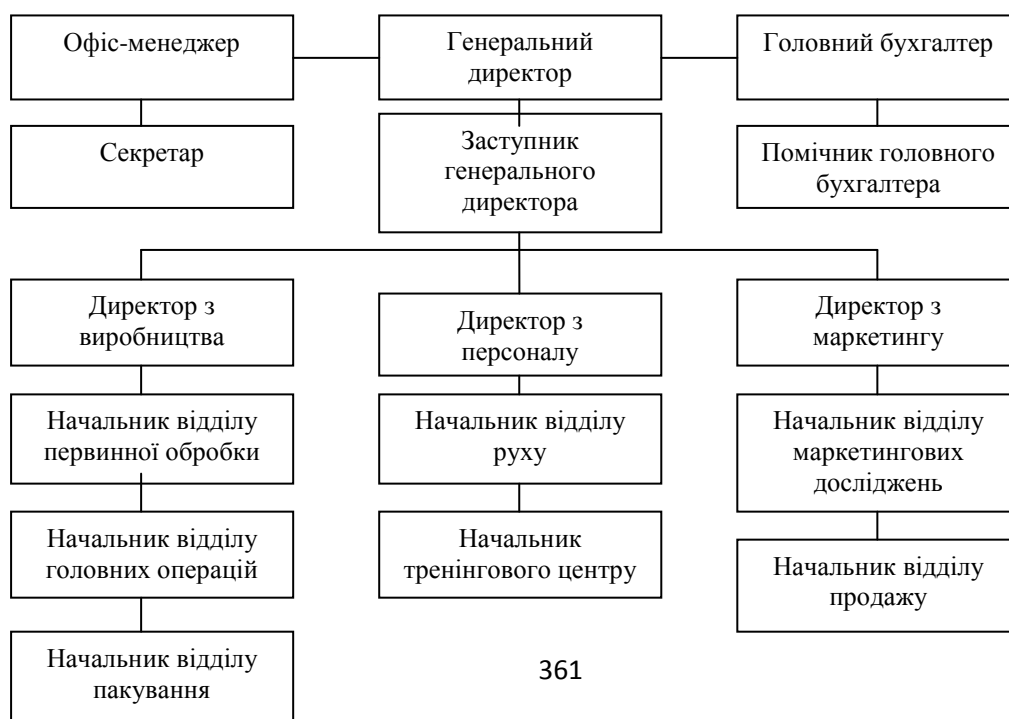 Офіс-менеджер
Генеральний
директор
Головний бухгалтер
Секретар
Заступник
генерального
директора
Помічник головного
бухгалтера
Директор з
виробництва
Директор з
персоналу
Директор з
маркетингу
Начальник відділу
первинної обробки
Начальник відділу
руху
Начальник відділу
маркетингових
досліджень
Начальник відділу
головних операцій
Начальник
тренінгового центру
Начальник відділу
продажу
Начальник відділу
пакування
361